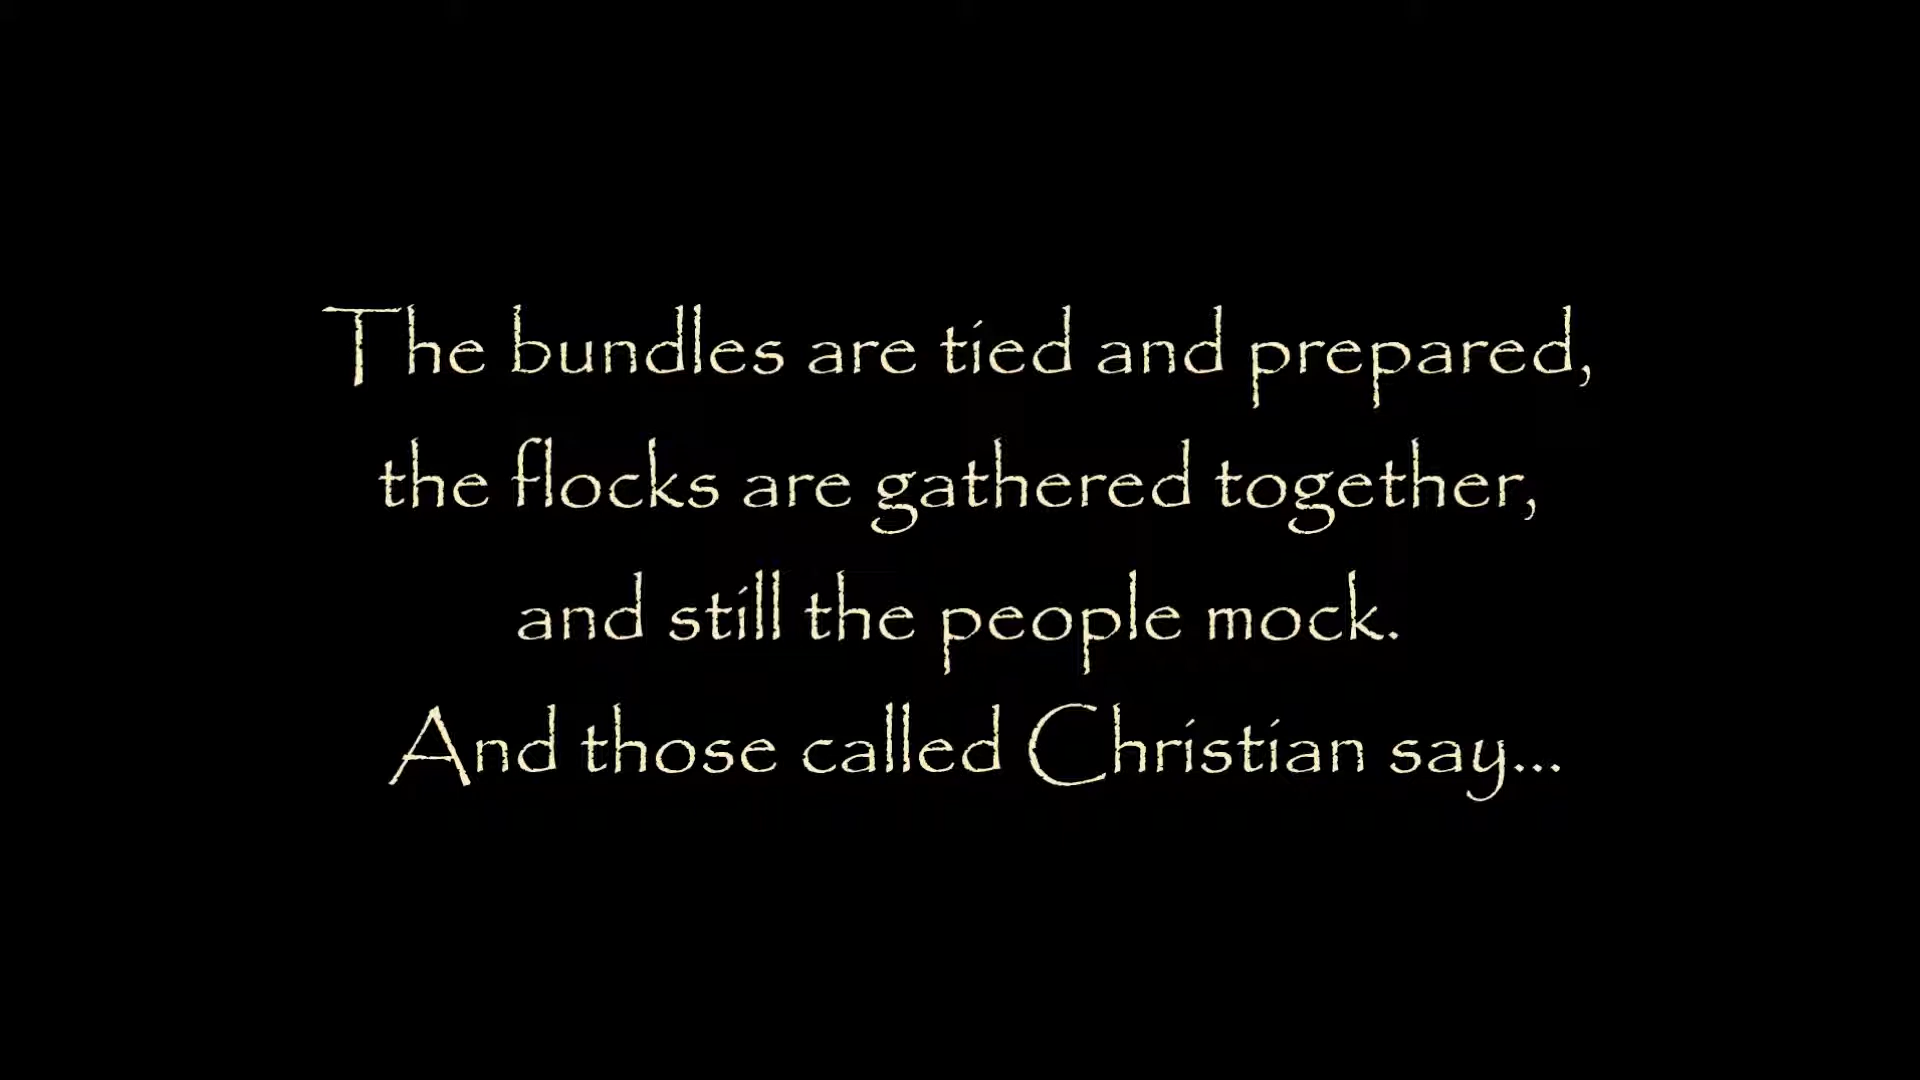 The bundles are tied and prepared,
the flocks are gathered together,
and still the people mock.
And those called Christian say...